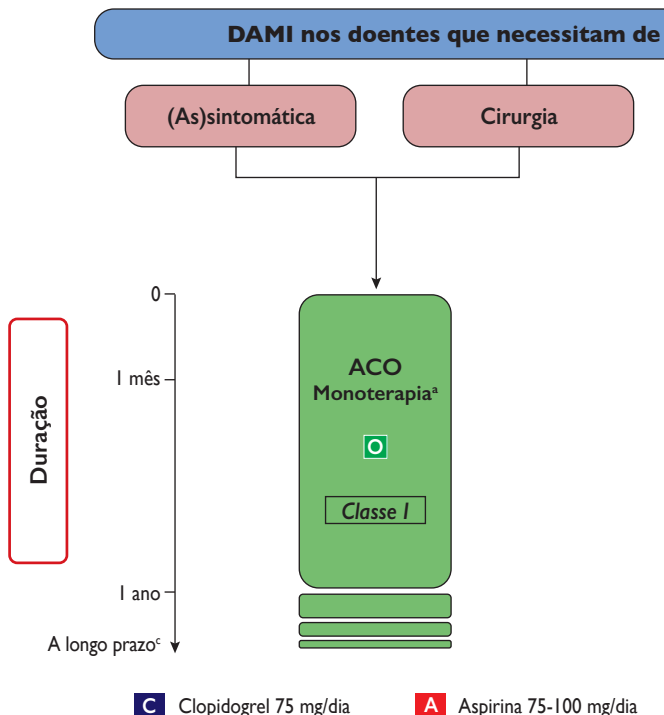 DAMI nos doentes que necessitam de
(As)sintomática
Cirurgia
0
1 mês
ACO
Monoterapiaᵃ
O
Duração
Classe I
1 ano
A longo prazoᶜ
C Clopidogrel 75 mg/dia
A Aspirina 75-100 mg/dia